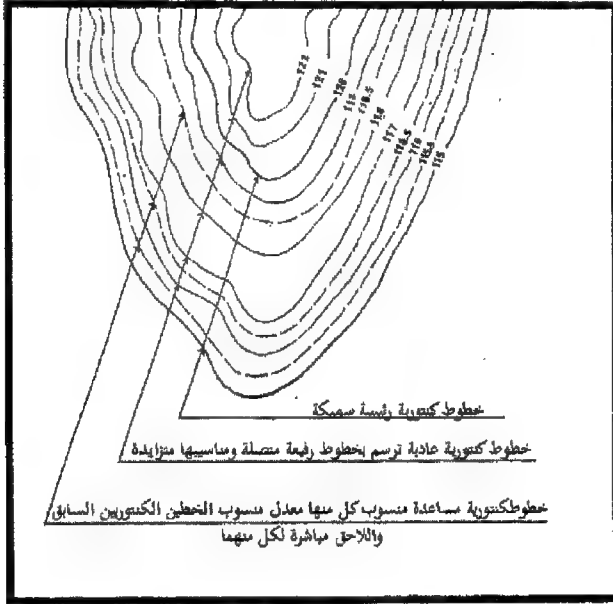 122
121
120
119
118.5
118
117
116.5
116
115.5
115
خطوط كنتورية رئيسة سميكة
خطوط كنتورية عادية ترسم بخطوط رفيعة متصلة ومناسيبها متزايدة
خطوط كنتورية مساعدة منسوب كل منها معدل منسوب الخطين الكنتوريين السابق
واللاحق مباشرة لكل منهما